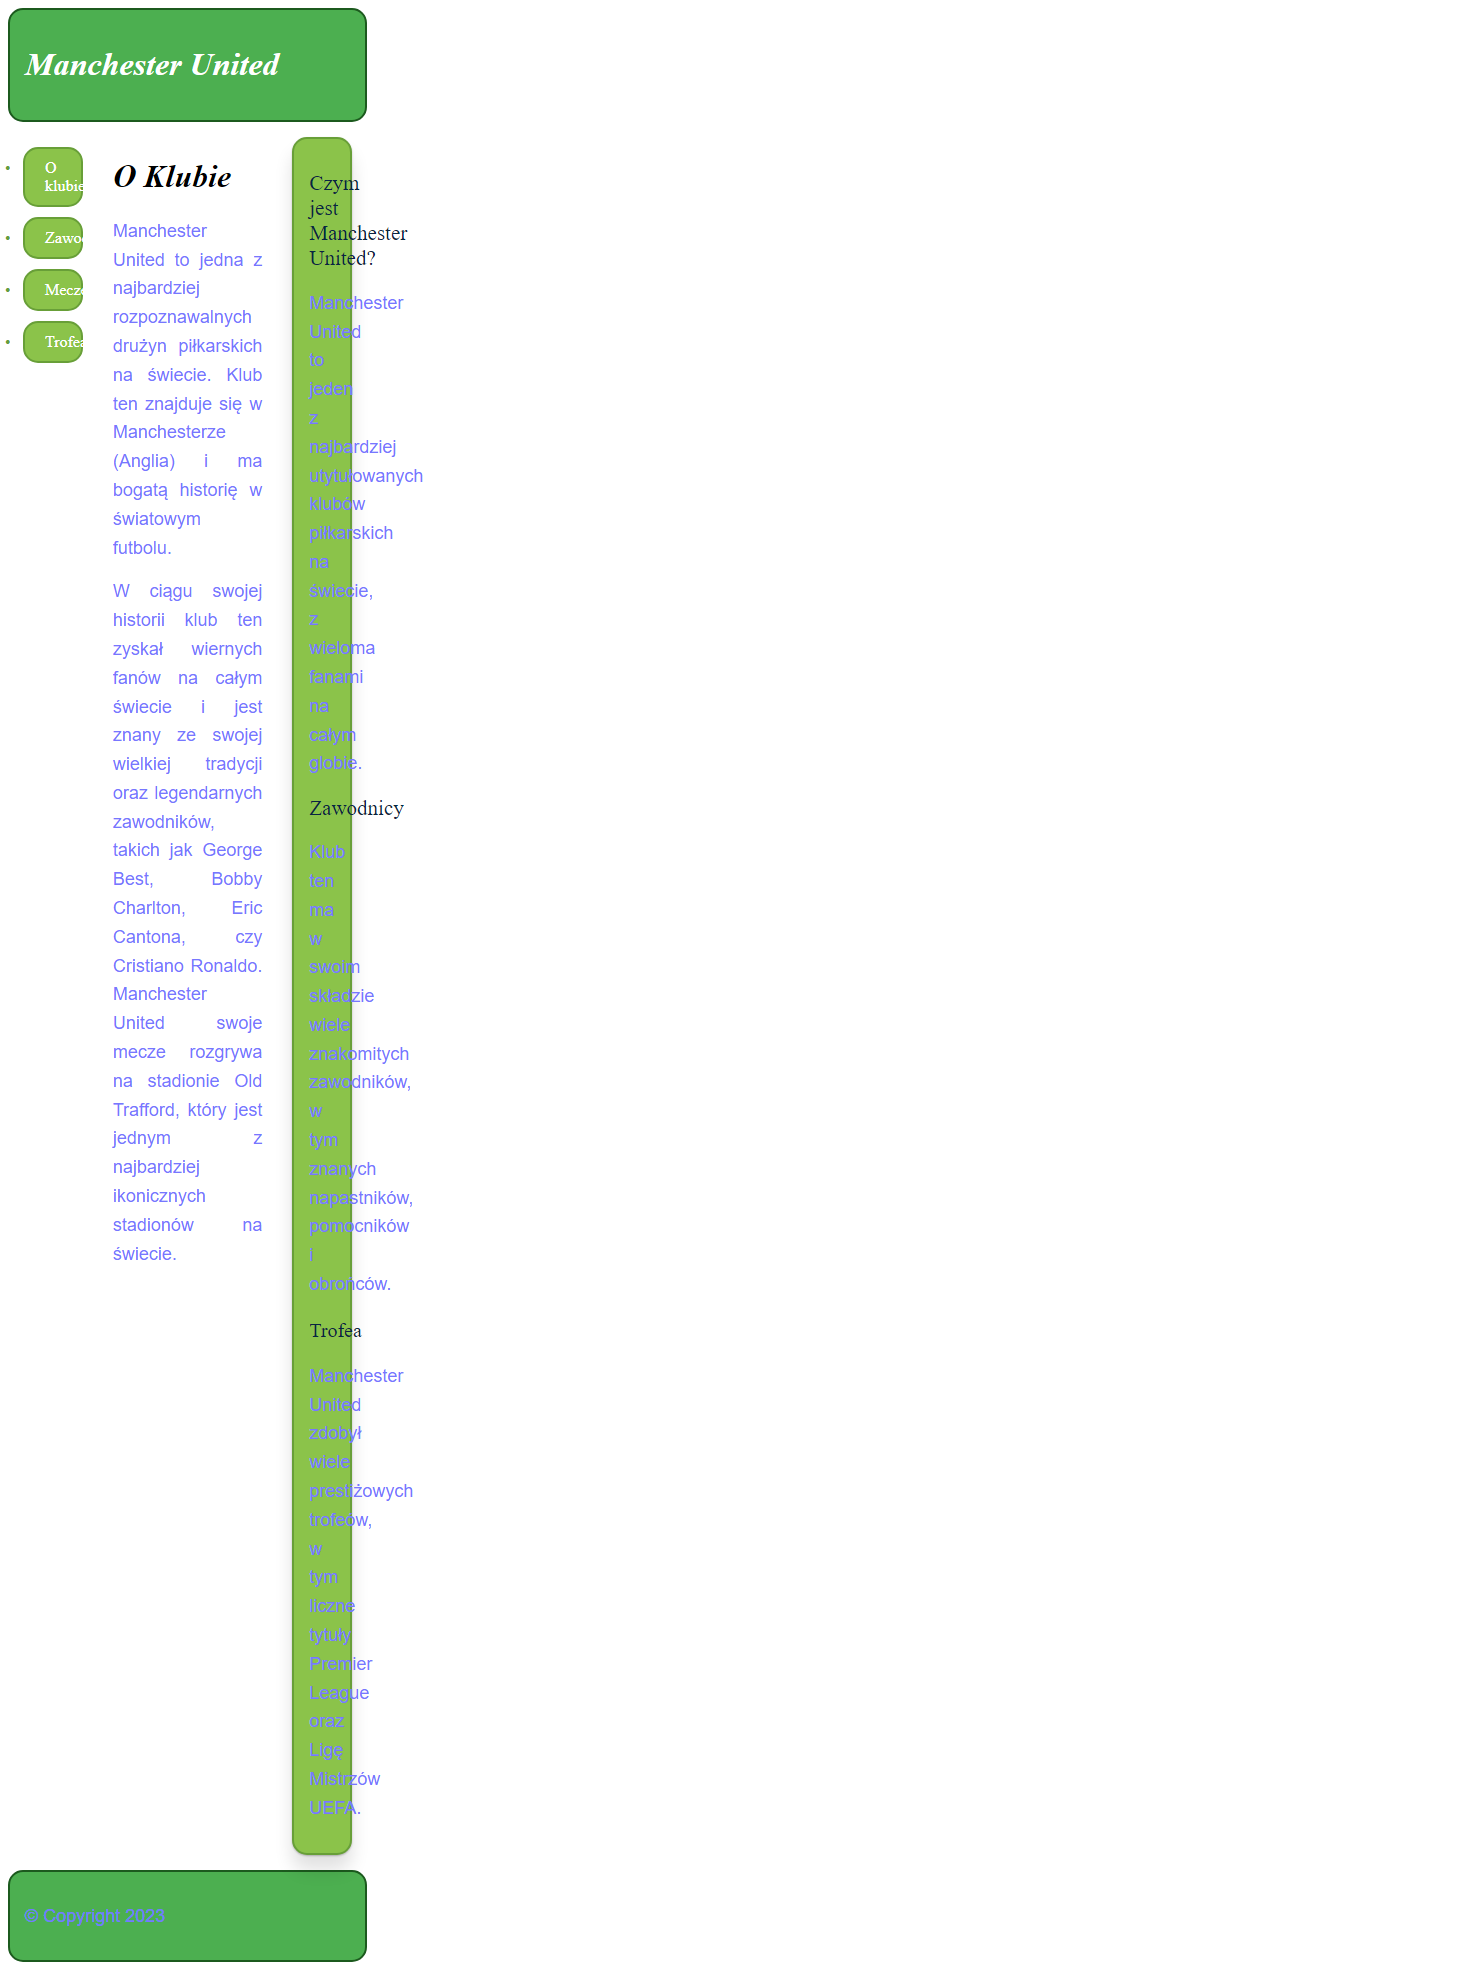 Manchester United
O
klubie
Zawod
Mecze
Trofea
O Klubie
Manchester
United to jedna z
najbardziej
rozpoznawalnych
drużyn piłkarskich
na świecie. Klub
ten znajduje się w
Manchesterze
(Anglia) i ma
bogatą historię w
światowym
futbolu.
W ciągu swojej
historii klub ten
zyskał wiernych
fanów na całym
świecie i jest
znany ze swojej
wielkiej tradycji
oraz legendarnych
zawodników,
takich jak George
Best, Bobby
Charlton, Eric
Cantona, czy
Cristiano Ronaldo.
Manchester
United swoje
mecze rozgrywa
na stadionie Old
Trafford, który jest
jednym z
najbardziej
ikonicznych
stadionów na
świecie.
Czym
jest
Manchester
United?
Manchester
United
to
jeden
z
najbardziej
utytułowanych
klubów
piłkarskich
na
świecie,
z
wieloma
fanami
na
całym
globie.
Zawodnicy
Klub
ten
ma
w
swoim
składzie
wiele
znakomitych
zawodników,
w
tym
znanych
napastników,
pomocników
i
obrońców.
Trofea
Manchester
United
zdobył
wiele
prestiżowych
trofeów,
w
tym
liczne
tytuły
Premier
League
oraz
Ligę
Mistrzów
UEFA.
© Copyright 2023